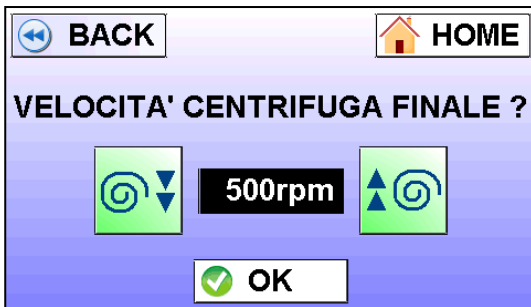 BACK
HOME
VELOCITA' CENTRIFUGA FINALE ?
500rpm
OK